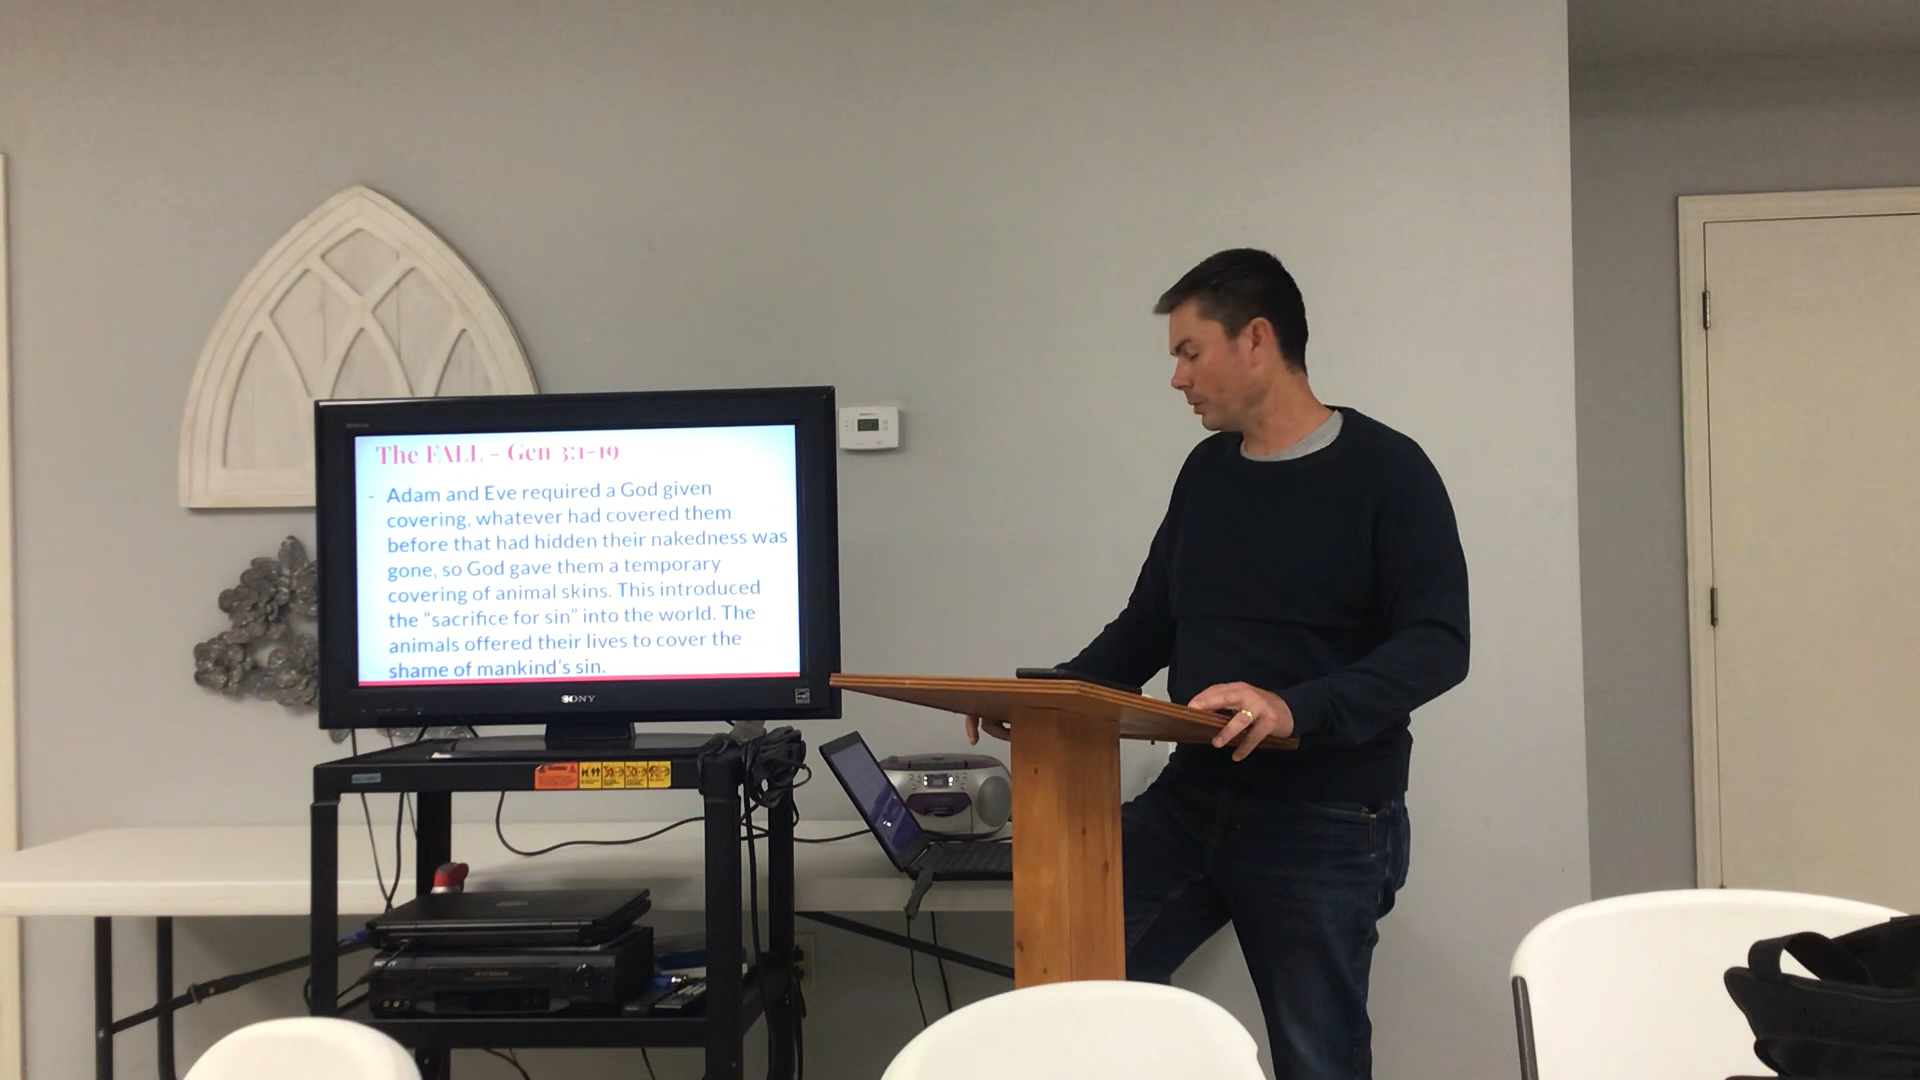 The FALL - Gen 3:1-19
- Adam and Eve required a God given
covering, whatever had covered them
before that had hidden their nakedness was
gone, so God gave them a temporary
covering of animal skins. This introduced
the "sacrifice for sin" into the world. The
animals offered their lives to cover the
shame of mankind's sin.
SONY